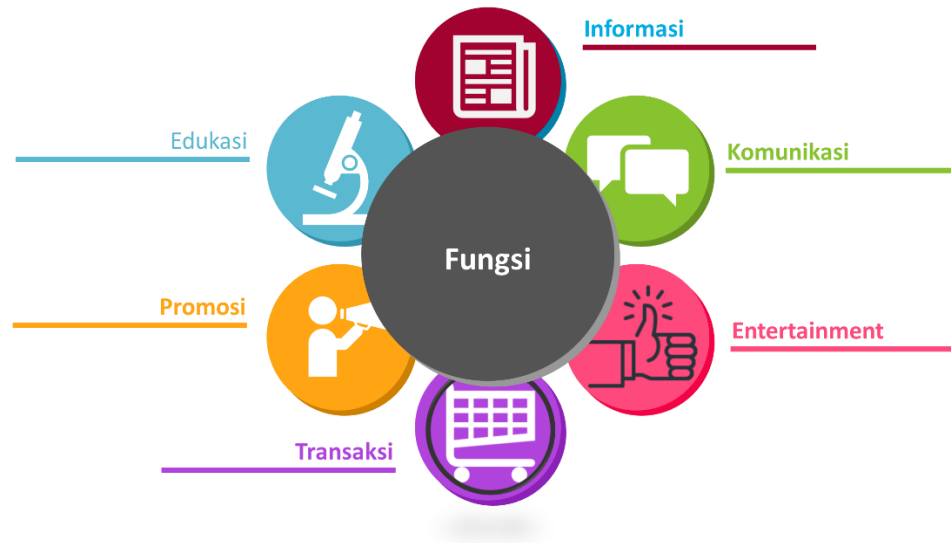 Informasi
Edukasi
Komunikasi
Fungsi
Promosi
Entertainment
Transaksi